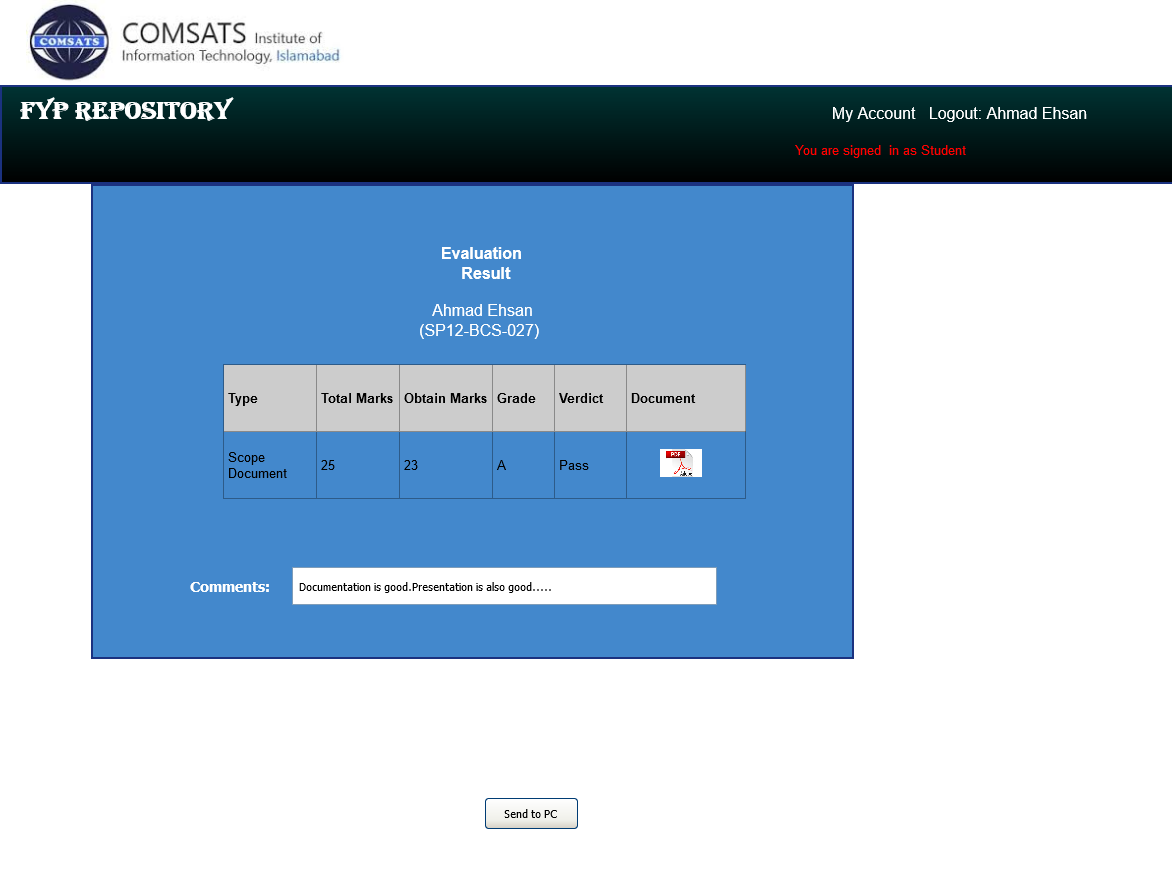 COMSATS
COMSATS Institute of
Information Technology, Islamabad
FYP REPOSITORY
My Account Logout: Ahmad Ehsan
You are signed in as Student
Evaluation
Result
Ahmad Ehsan
(SP12-BCS-027)
Type Total Marks Obtain Marks Grade Verdict Document
Scope
Document 25 23 A Pass
PDF
Comments: Documentation is good.Presentation is also good.....
Send to PC